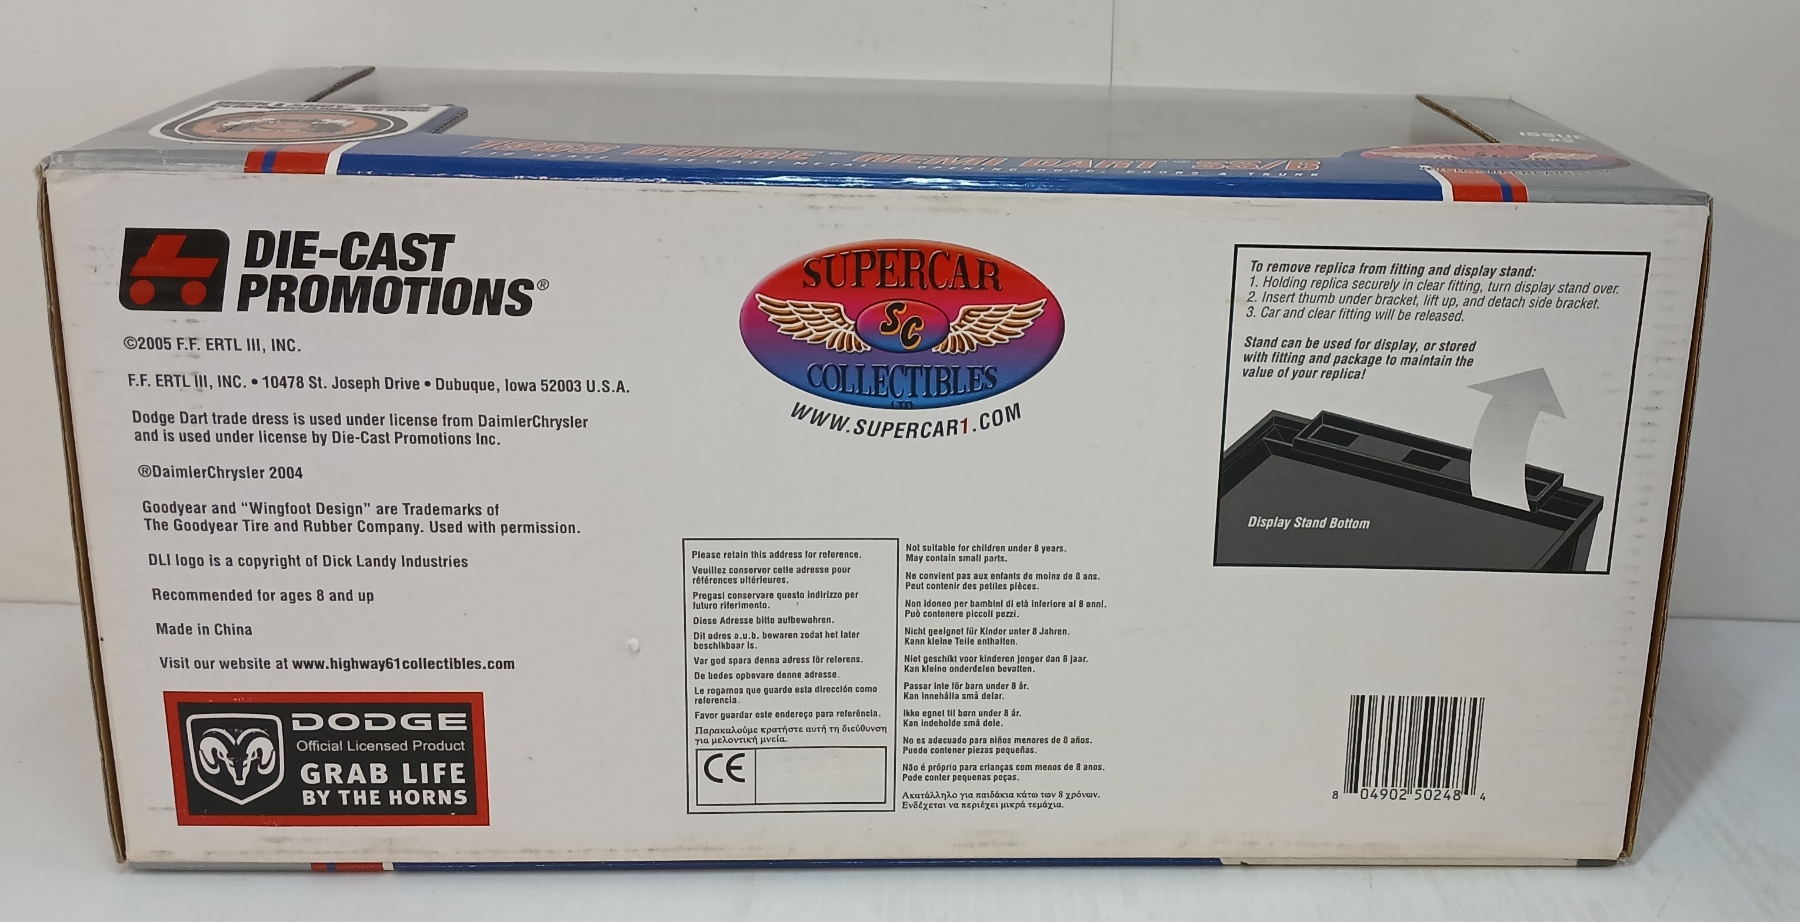 1968 DODGE HEMI DART SS/B
ISSUE
DIE-CAST
PROMOTIONS®
©2005 F.F. ERTL III, INC.
F.F. ERTL III, INC. • 10478 St. Joseph Drive • Dubuque, Iowa 52003 U.S.A.
Dodge Dart trade dress is used under license from DaimlerChrysler
and is used under license by Die-Cast Promotions Inc.
®DaimlerChrysler 2004
Goodyear and “Wingfoot Design” are Trademarks of
The Goodyear Tire and Rubber Company. Used with permission.
DLI logo is a copyright of Dick Landy Industries
Recommended for ages 8 and up
Made in China
Visit our website at www.highway61collectibles.com
DODGE
Official Licensed Product
GRAB LIFE
BY THE HORNS
SUPERCAR
SC
COLLECTIBLES
LTD
WWW.SUPERCAR1.COM
Please retain this address for reference.
Veuillez conserver cette adresse pour
références ultérieures.
Pregasi conservare questo indirizzo per
futuro riferimento.
Diese Adresse bitte aufbewahren.
Dit adres a.u.b. bewaren zodat het later
beschikbaar is.
Var god spara denna adress för referens.
De bedes opbevare denne adresse.
Le rogamos que guarde esta dirección como
referencia.
Favor guardar este endereço para referência.
Παρακαλούμε κρατήστε αυτή τη διεύθυνση
για μελοντική μνεία.
CE
Not suitable for children under 8 years.
May contain small parts.
Ne convient pas aux enfants de moins de 8 ans.
Peut contenir des petites pièces.
Non idoneo per bambini di età inferiore al 8 anni.
Può contenere piccoli pezzi.
Nicht geeignet für Kinder unter 8 Jahren.
Kann kleine Teile enthalten.
Niet geschikt voor kinderen jonger dan 8 jaar.
Kan kleine onderdelen bevatten.
Passar inte för barn under 8 år.
Kan innehålla små delar.
Ikke egnet til børn under 8 år.
Kan indeholde små dele.
No es adecuado para niños menores de 8 años.
Puede contener piezas pequeñas.
Não é próprio para crianças com menos de 8 anos.
Pode conter pequenas peças.
Ακατάλληλο για παιδάκια κάτω των 8 χρόνων.
Ενδέχεται να περιέχει μικρά τεμάχια.
To remove replica from fitting and display stand:
1. Holding replica securely in clear fitting, turn display stand over.
2. Insert thumb under bracket, lift up, and detach side bracket.
3. Car and clear fitting will be released.
Stand can be used for display, or stored
with fitting and package to maintain the
value of your replica!
Display Stand Bottom
8 04902 50248 4